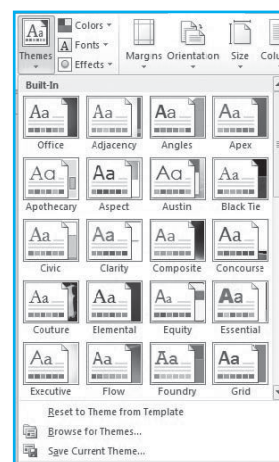 Aa
Themes
Colors
A Fonts
Effects
Margins Orientation Size Colu
Built-In
Aa Aa Aa Aa
Office Adjacency Angles Apex
Aa Aa Aa Aa
Apothecary Aspect Austin Black Tie
Aa Aa Aa Aa
Civic Clarity Composite Concourse
Aa Aa Aa Aa
Couture Elemental Equity Essential
Aa Aa Aa Aa
Executive Flow Foundry Grid
Reset to Theme from Template
Browse for Themes...
Save Current Theme...